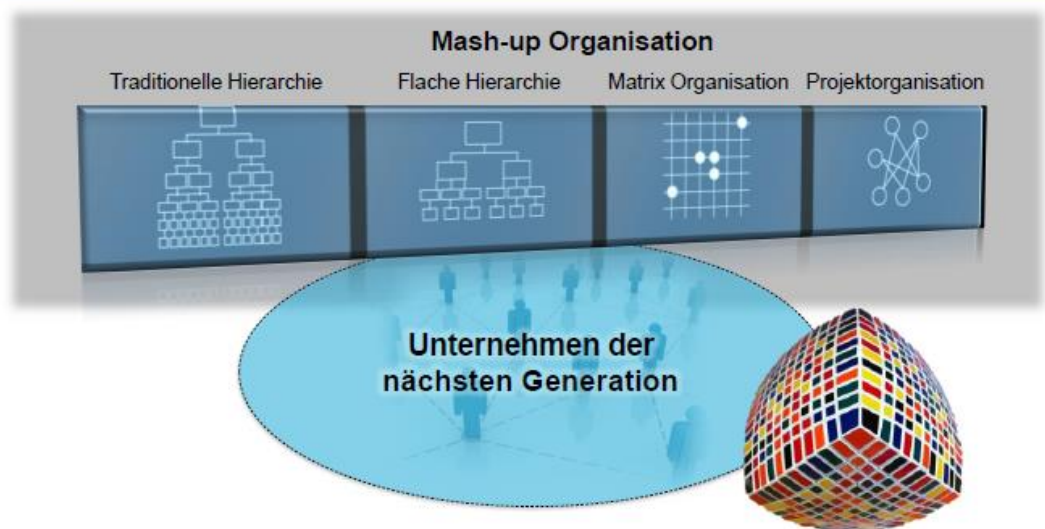 Mash-up Organisation
Traditionelle Hierarchie Flache Hierarchie Matrix Organisation Projektorganisation
Unternehmen der
nächsten Generation